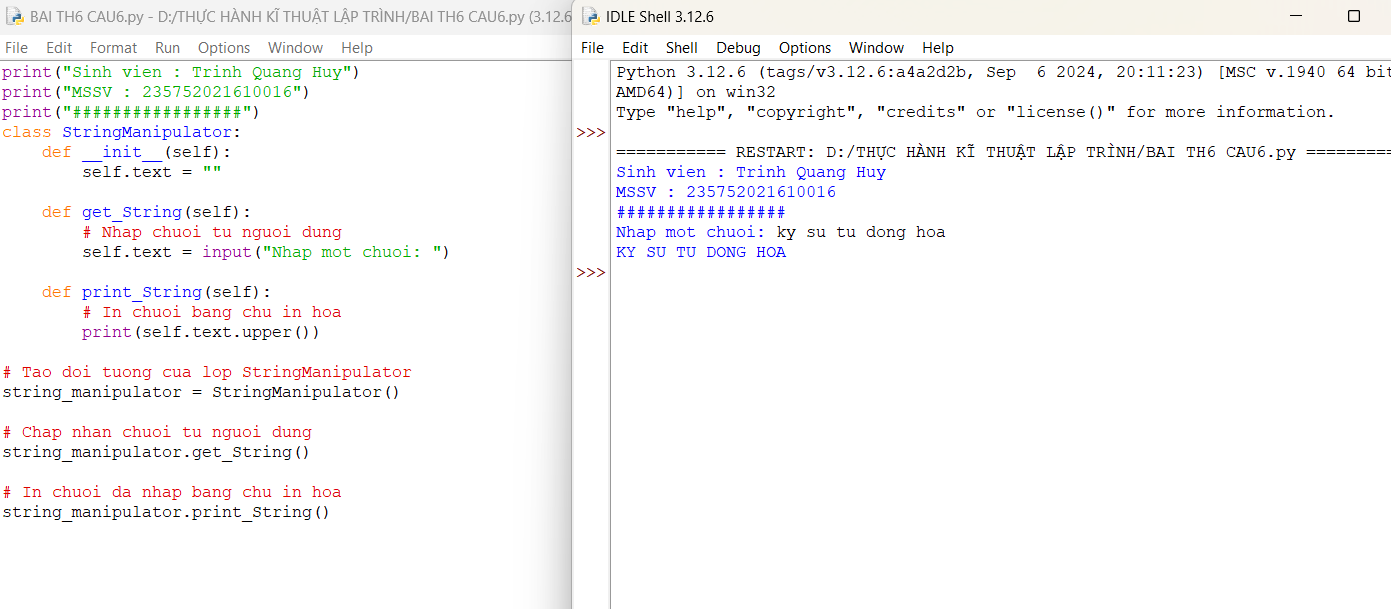 BAI TH6 CAU6.py - D:/THỰC HÀNH KĨ THUẬT LẬP TRÌNH/BAI TH6 CAU6.py (3.12.6
File Edit Format Run Options Window Help
print("Sinh vien : Trinh Quang Huy")
print("MSSV : 235752021610016")
print("#################")
class StringManipulator:
    def __init__(self):
        self.text = ""

    def get_String(self):
        # Nhap chuoi tu nguoi dung
        self.text = input("Nhap mot chuoi: ")

    def print_String(self):
        # In chuoi bang chu in hoa
        print(self.text.upper())

# Tao doi tuong cua lop StringManipulator
string_manipulator = StringManipulator()

# Chap nhan chuoi tu nguoi dung
string_manipulator.get_String()

# In chuoi da nhap bang chu in hoa
string_manipulator.print_String()
IDLE Shell 3.12.6
File Edit Shell Debug Options Window Help
Python 3.12.6 (tags/v3.12.6:a4a2d2b, Sep  6 2024, 20:11:23) [MSC v.1940 64 bit
AMD64)] on win32
Type "help", "copyright", "credits" or "license()" for more information.
>>>
=========== RESTART: D:/THỰC HÀNH KĨ THUẬT LẬP TRÌNH/BAI TH6 CAU6.py =========
Sinh vien : Trinh Quang Huy
MSSV : 235752021610016
#################
Nhap mot chuoi: ky su tu dong hoa
KY SU TU DONG HOA
>>>